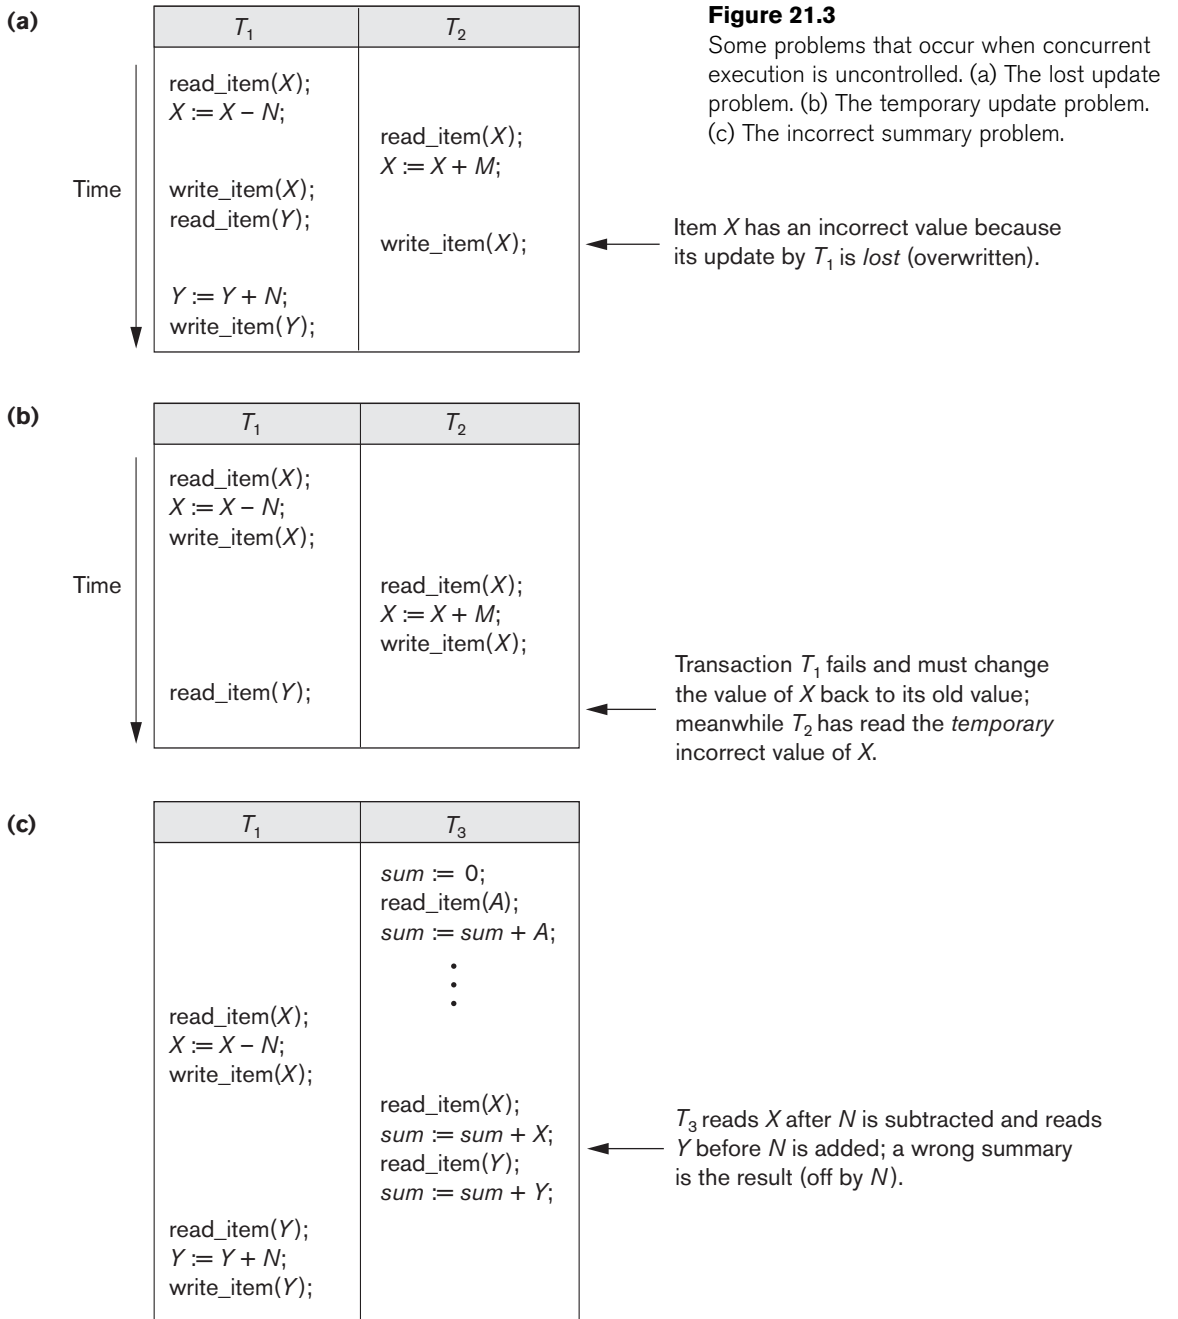 Figure 21.3
Some problems that occur when concurrent
execution is uncontrolled. (a) The lost update
problem. (b) The temporary update problem.
(c) The incorrect summary problem.
(a)
T1
T2
Time
read_item(X);
X := X – N;
read_item(X);
X := X + M;
write_item(X);
read_item(Y);
write_item(X);
Y := Y + N;
write_item(Y);
Item X has an incorrect value because
its update by T1 is lost (overwritten).
(b)
T1
T2
Time
read_item(X);
X := X – N;
write_item(X);
read_item(X);
X := X + M;
write_item(X);
read_item(Y);
Transaction T1 fails and must change
the value of X back to its old value;
meanwhile T2 has read the temporary
incorrect value of X.
(c)
T1
T3
sum := 0;
read_item(A);
sum := sum + A;
read_item(X);
X := X – N;
write_item(X);
read_item(X);
sum := sum + X;
read_item(Y);
sum := sum + Y;
T3 reads X after N is subtracted and reads
Y before N is added; a wrong summary
is the result (off by N).
read_item(Y);
Y := Y + N;
write_item(Y);